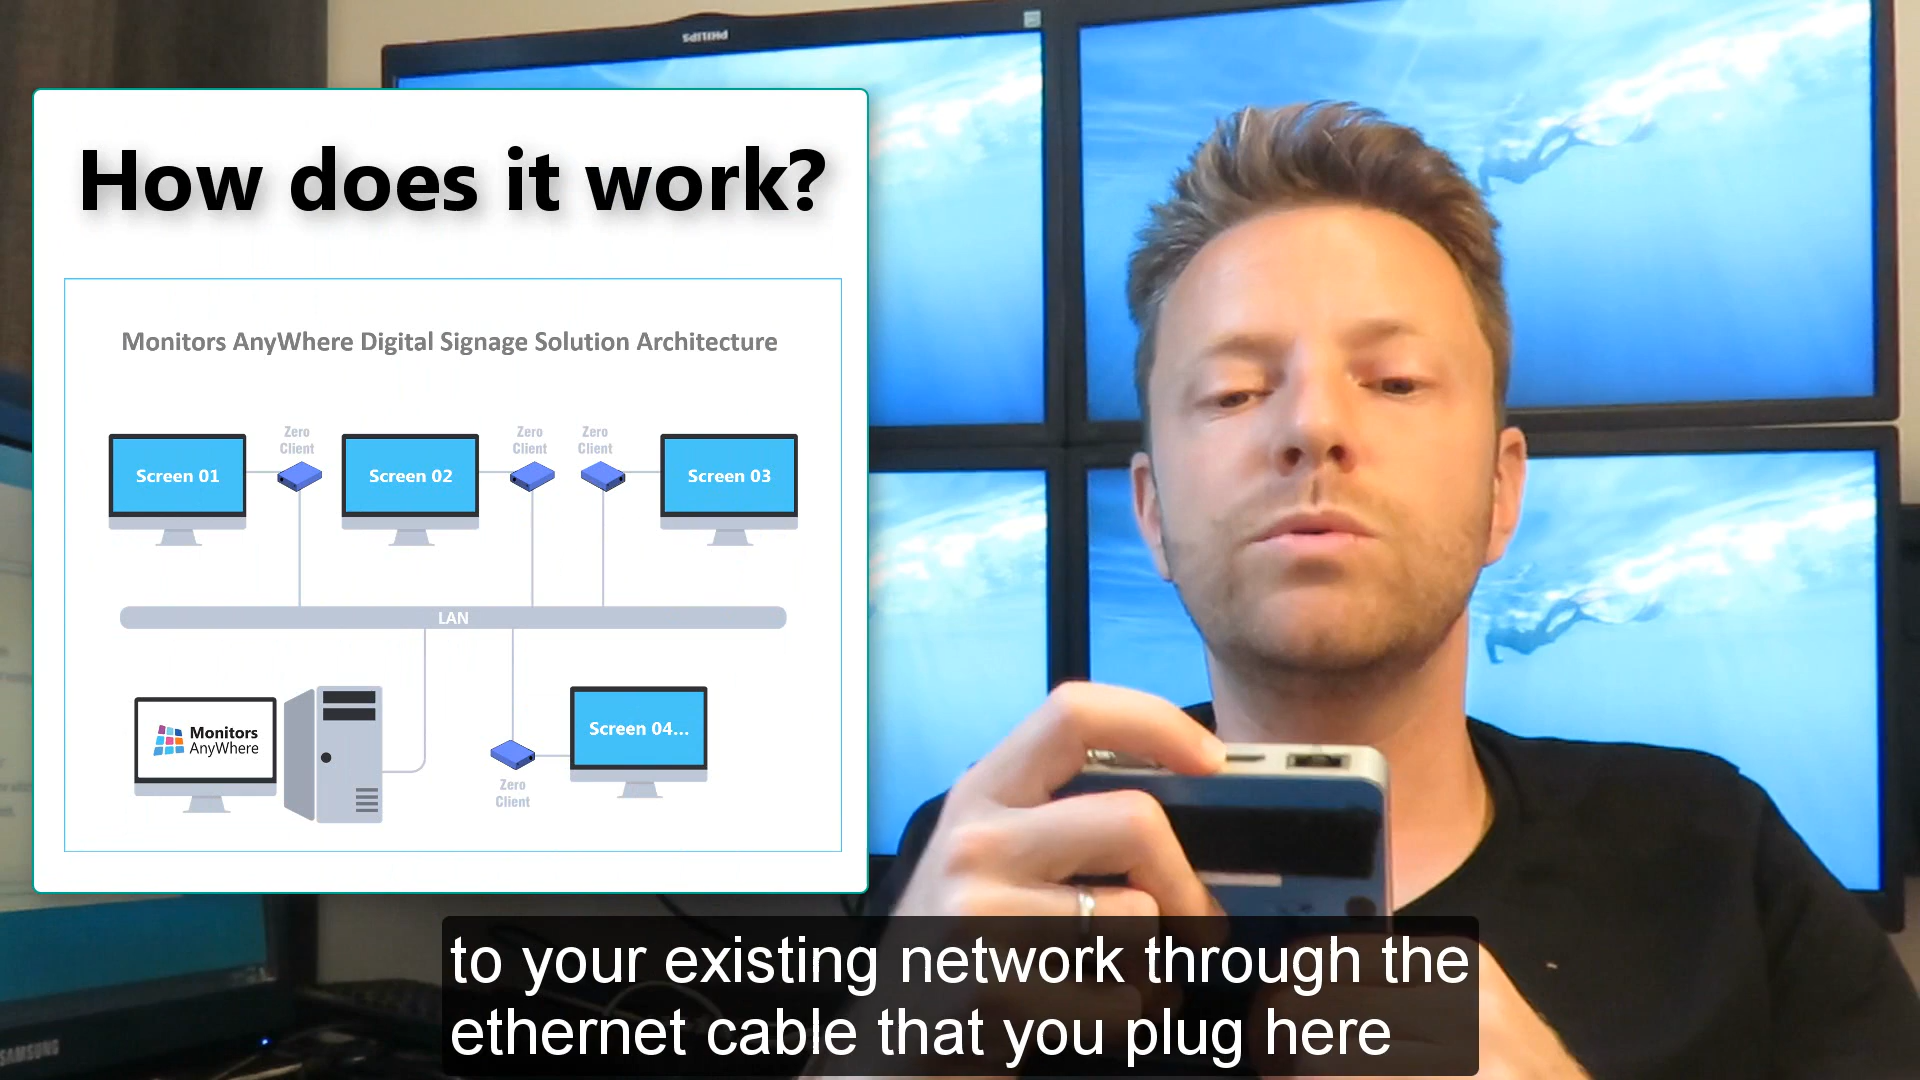 PHILIPS
How does it work?
Monitors AnyWhere Digital Signage Solution Architecture
Zero
Client
Zero
Client
Zero
Client
Screen 01
Screen 02
Screen 03
LAN
Monitors
AnyWhere
Screen 04...
Zero
Client
to your existing network through the
ethernet cable that you plug here
SAMSUNG